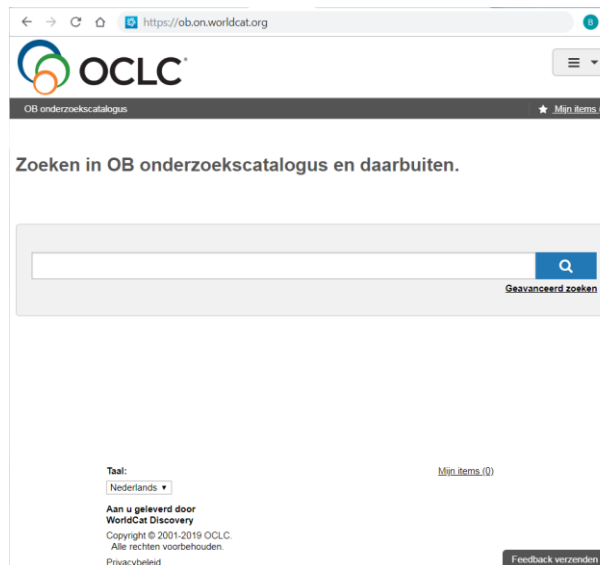 https://ob.on.worldcat.org
B
OCLC
OB onderzoekscatalogus
Mijn items (
Zoeken in OB onderzoekscatalogus en daarbuiten.
Geavanceerd zoeken
Taal:
Mijn items (0)
Nederlands
Aan u geleverd door
WorldCat Discovery
Copyright © 2001-2019 OCLC.
Alle rechten voorbehouden.
Privacybeleid
Feedback verzenden